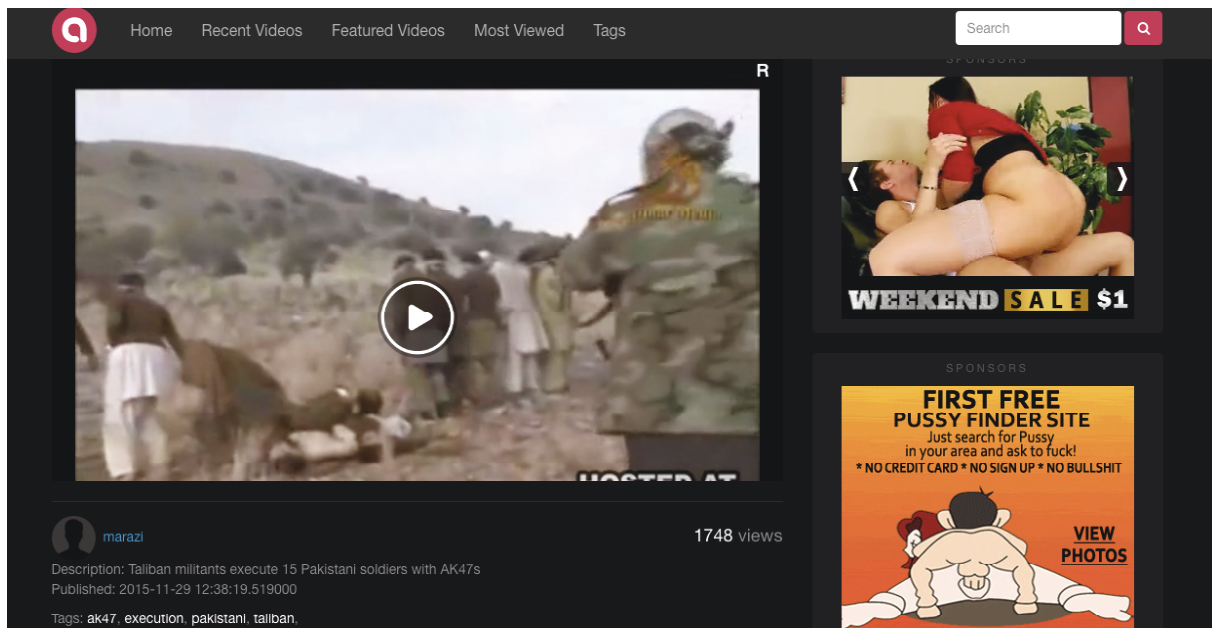 Home Recent Videos Featured Videos Most Viewed Tags
Search
R
HOSTED AT
marazi
1748 views
Description: Taliban militants execute 15 Pakistani soldiers with AK47s
Published: 2015-11-29 12:38:19.519000
Tags: ak47, execution, pakistani, taliban,
SPONSORS
WEEKEND SALE $1
SPONSORS
FIRST FREE
PUSSY FINDER SITE
Just search for Pussy
in your area and ask to fuck!
* NO CREDIT CARD * NO SIGN UP * NO BULLSHIT
VIEW
PHOTOS